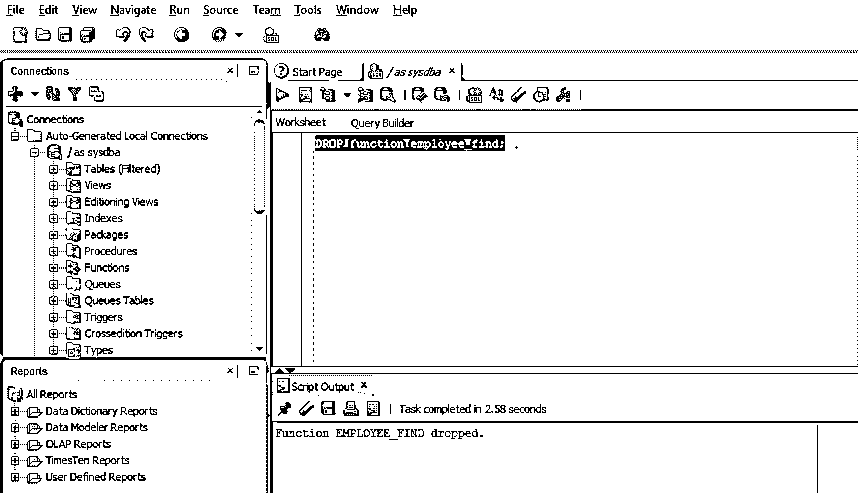 File Edit View Navigate Run Source Team Tools Window Help
Connections
Start Page
/ as sysdba
Connections
Auto-Generated Local Connections
/ as sysdba
Tables (Filtered)
Views
Editioning Views
Indexes
Packages
Procedures
Functions
Queues
Queues Tables
Triggers
Crossedition Triggers
Types
Worksheet Query Builder
DROP function employee_find;
Reports
All Reports
Data Dictionary Reports
Data Modeler Reports
OLAP Reports
TimesTen Reports
User Defined Reports
Script Output
Task completed in 2.58 seconds
Function EMPLOYEE_FIND dropped.